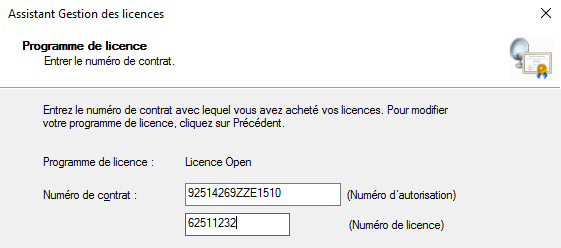 Assistant Gestion des licences
Programme de licence
Entrer le numéro de contrat.
Entrez le numéro de contrat avec lequel vous avez acheté vos licences. Pour modifier
votre programme de licence, cliquez sur Précédent.
Programme de licence : Licence Open
Numéro de contrat : 92514269ZZE1510 (Numéro d'autorisation)
62511232 (Numéro de licence)